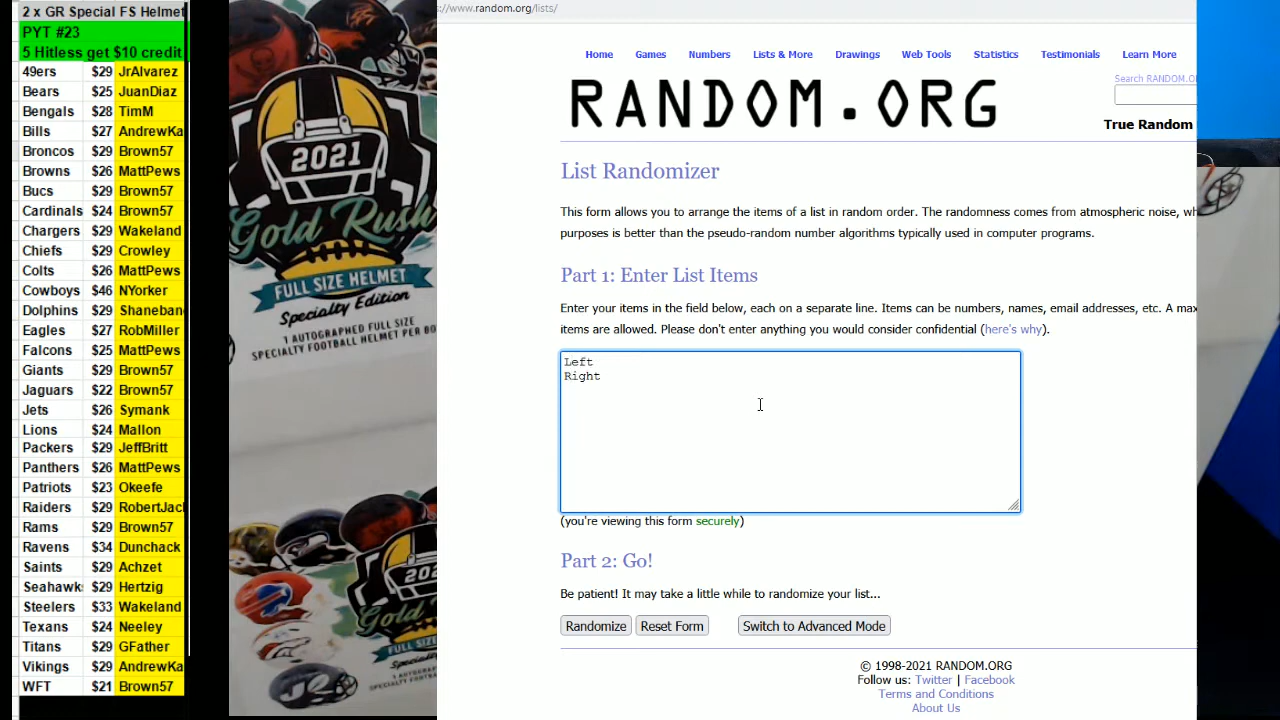 2 x GR Special FS Helmet
PYT #23
5 Hitless get $10 credit
49ers $29 JrAlvarez
Bears $25 JuanDiaz
Bengals $28 TimM
Bills $27 AndrewKa
Broncos $29 Brown57
Browns $26 MattPews
Bucs $29 Brown57
Cardinals $24 Brown57
Chargers $29 Wakeland
Chiefs $29 Crowley
Colts $26 MattPews
Cowboys $46 NYorker
Dolphins $29 Shaneban
Eagles $27 RobMiller
Falcons $25 MattPews
Giants $29 Brown57
Jaguars $22 Brown57
Jets $26 Symank
Lions $24 Mallon
Packers $29 JeffBritt
Panthers $26 MattPews
Patriots $23 Okeefe
Raiders $29 RobertJac
Rams $29 Brown57
Ravens $34 Dunchack
Saints $29 Achzet
Seahawk $29 Hertzig
Steelers $33 Wakeland
Texans $24 Neeley
Titans $29 GFather
Vikings $29 AndrewKa
WFT $21 Brown57
2021
Gold Rush
FULL SIZE HELMET
Specialty Edition
1 AUTOGRAPHED FULL SIZE
SPECIALTY FOOTBALL HELMET PER BO
202
Gold
FULL SIZ
Specialty
1 AUTOGRAPH
SPECIALTY FOOT
s://www.random.org/lists/
Home Games Numbers Lists & More Drawings Web Tools Statistics Testimonials Learn More
Search RANDOM.O
RANDOM.ORG
True Random
List Randomizer
This form allows you to arrange the items of a list in random order. The randomness comes from atmospheric noise, wh
purposes is better than the pseudo-random number algorithms typically used in computer programs.
Part 1: Enter List Items
Enter your items in the field below, each on a separate line. Items can be numbers, names, email addresses, etc. A max
items are allowed. Please don't enter anything you would consider confidential (here's why).
Left
Right
(you're viewing this form securely)
Part 2: Go!
Be patient! It may take a little while to randomize your list...
Randomize Reset Form Switch to Advanced Mode
© 1998-2021 RANDOM.ORG
Follow us: Twitter | Facebook
Terms and Conditions
About Us